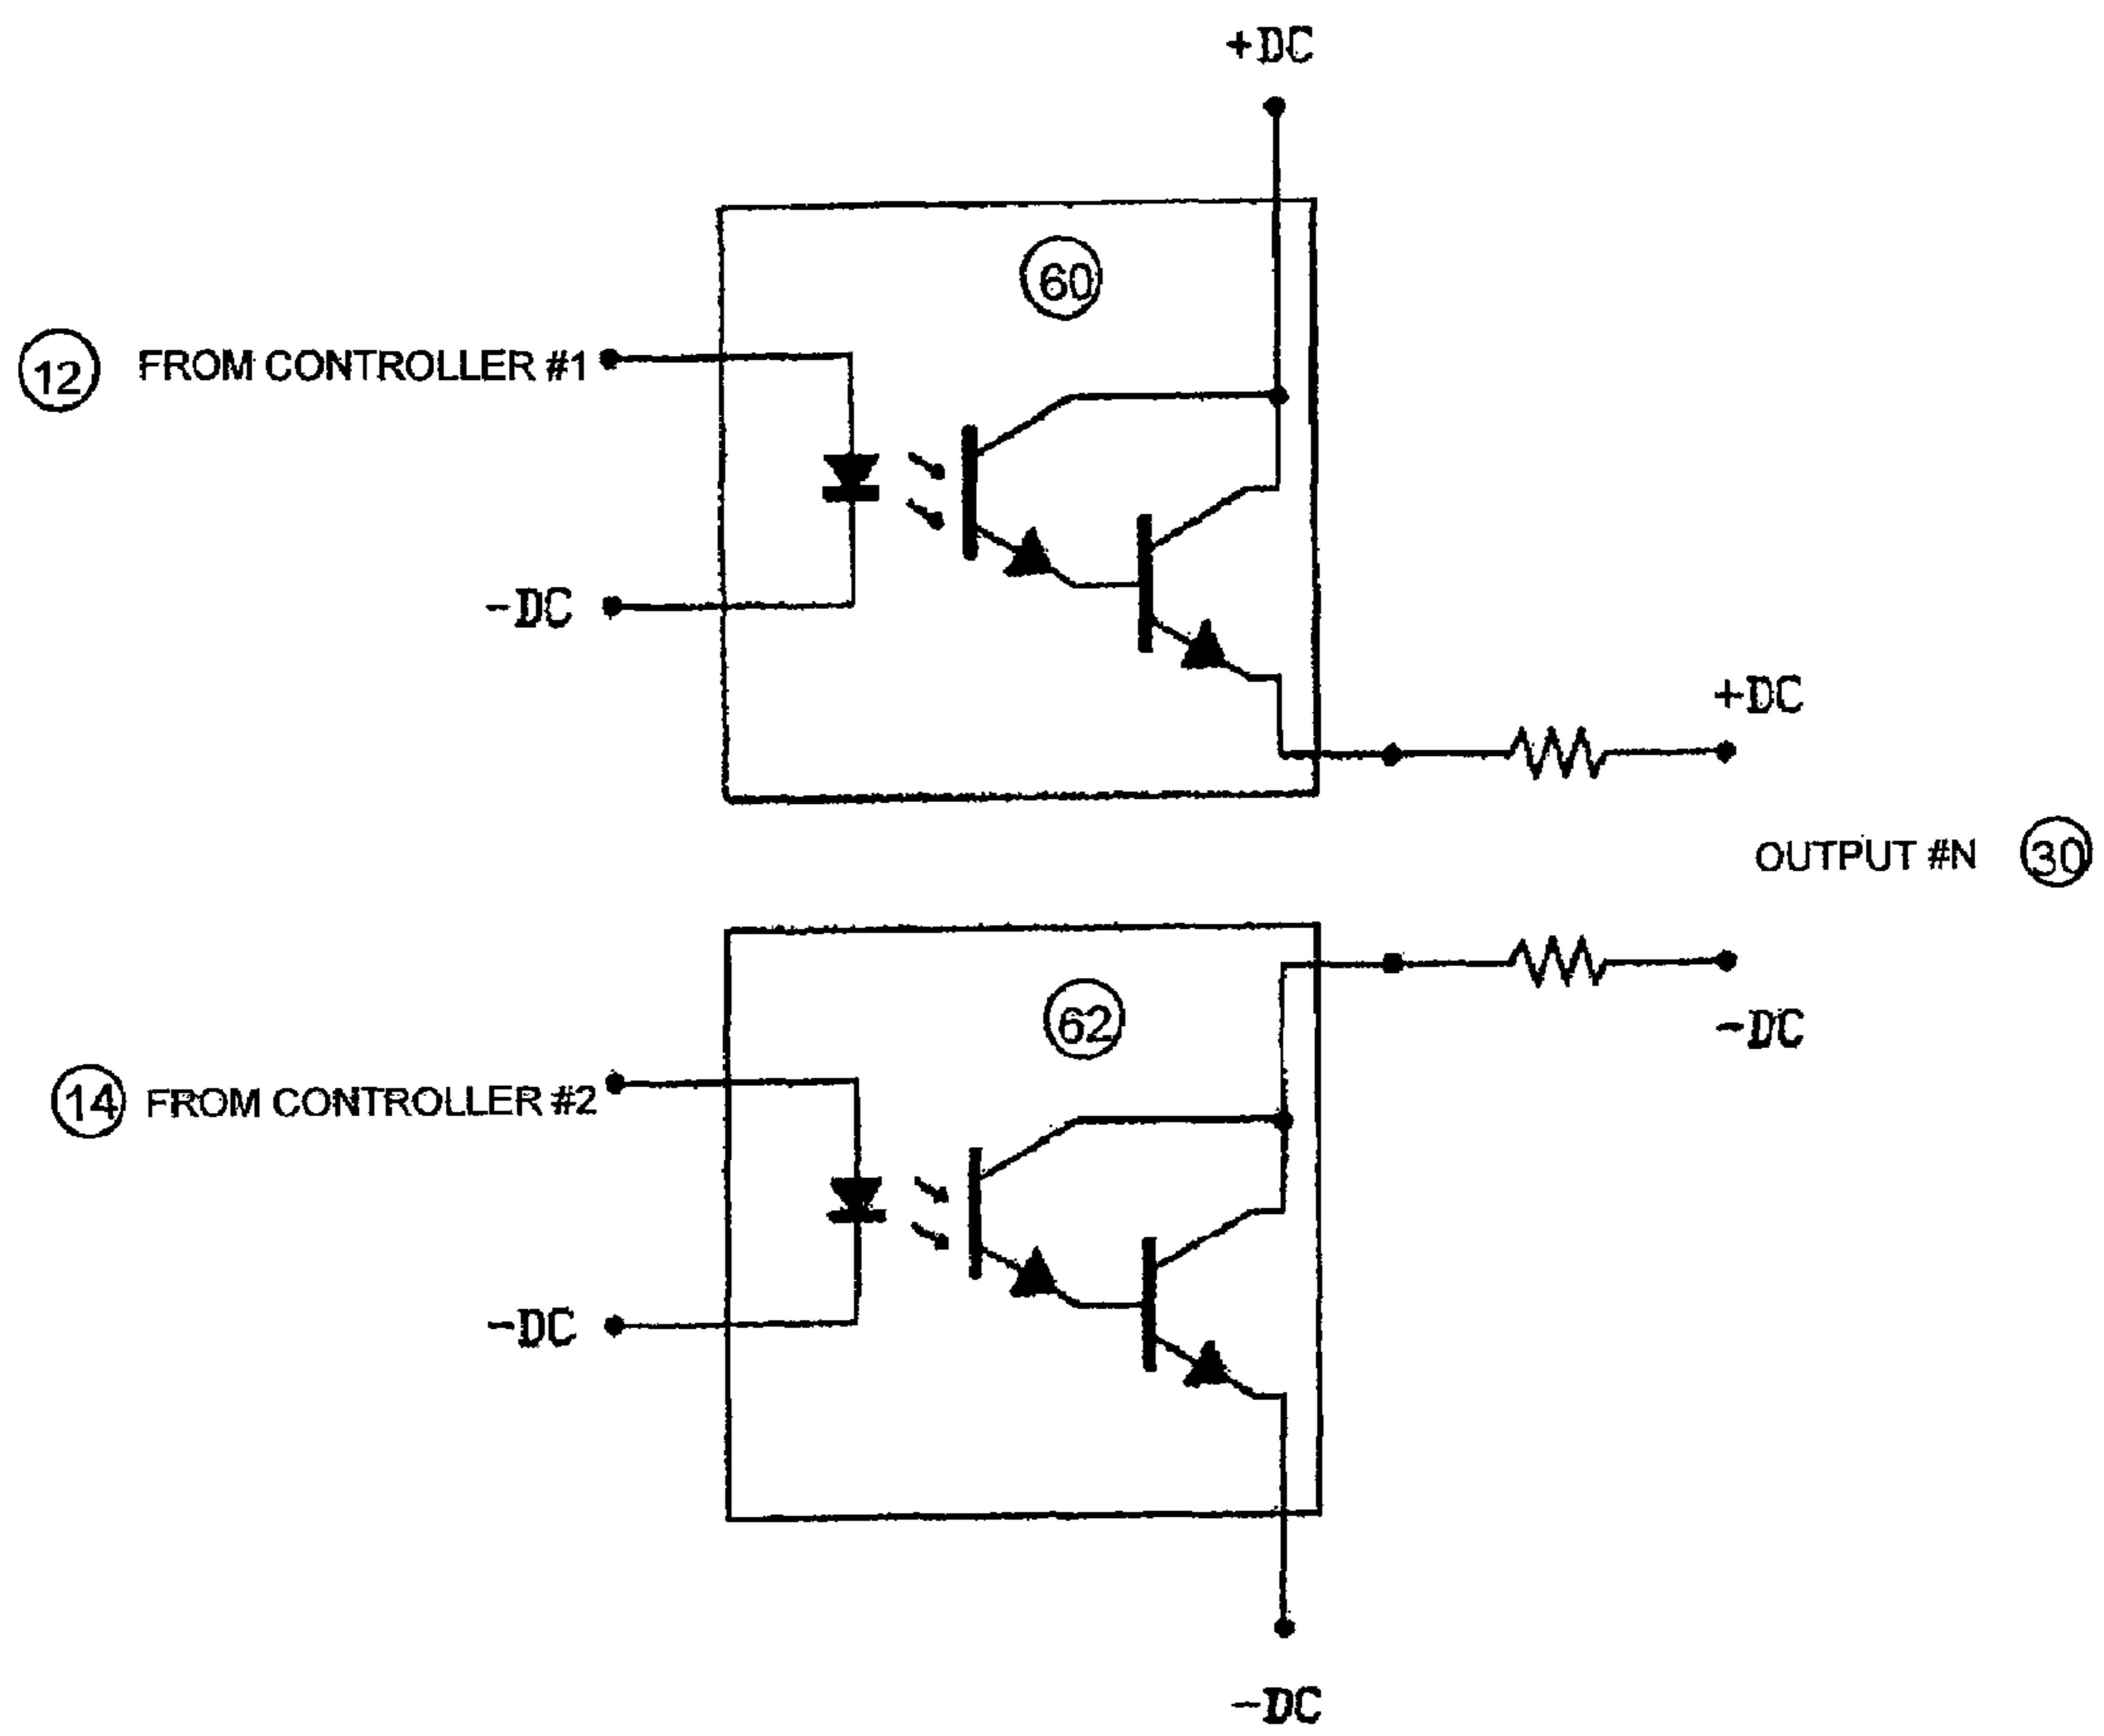 +DC
60
12 FROM CONTROLLER #1
-DC
+DC
OUTPUT #N 30
62
-DC
14 FROM CONTROLLER #2
-DC
-DC